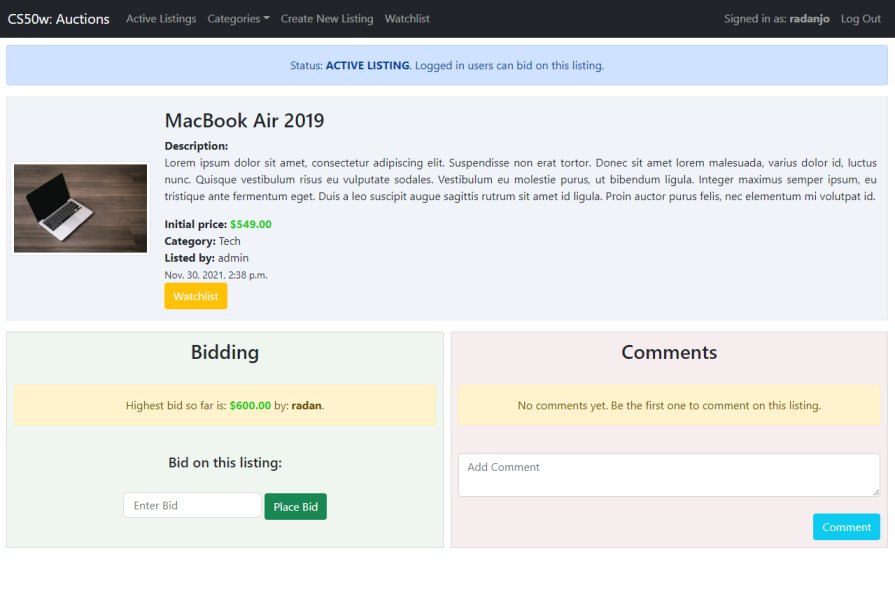 CS50w: Auctions Active Listings Categories Create New Listing Watchlist Signed in as: radanjo Log Out
Status: ACTIVE LISTING. Logged in users can bid on this listing.
MacBook Air 2019
Description:
Lorem ipsum dolor sit amet, consectetur adipiscing elit. Suspendisse non erat tortor. Donec sit amet lorem malesuada, varius dolor id, luctus
nunc. Quisque vestibulum risus eu vulputate sodales. Vestibulum eu molestie purus, ut bibendum ligula. Integer maximus semper ipsum, eu
tristique ante fermentum eget. Duis a leo suscipit augue sagittis rutrum sit amet id ligula. Proin auctor purus felis, nec elementum mi volutpat id.
Initial price: $549.00
Category: Tech
Listed by: admin
Nov. 30, 2021, 2:38 p.m.
Watchlist
Bidding
Highest bid so far is: $600.00 by: radan.
Bid on this listing:
Enter Bid Place Bid
Comments
No comments yet. Be the first one to comment on this listing.
Add Comment
Comment